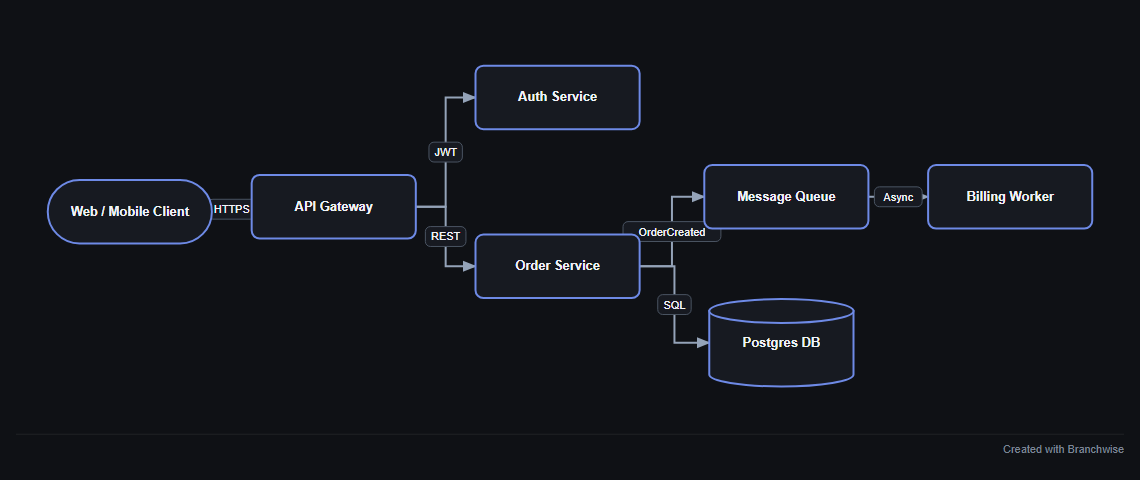 Auth Service
JWT
Web / Mobile Client
HTTPS
API Gateway
REST
Order Service
OrderCreated
Message Queue
Async
Billing Worker
SQL
Postgres DB
Created with Branchwise